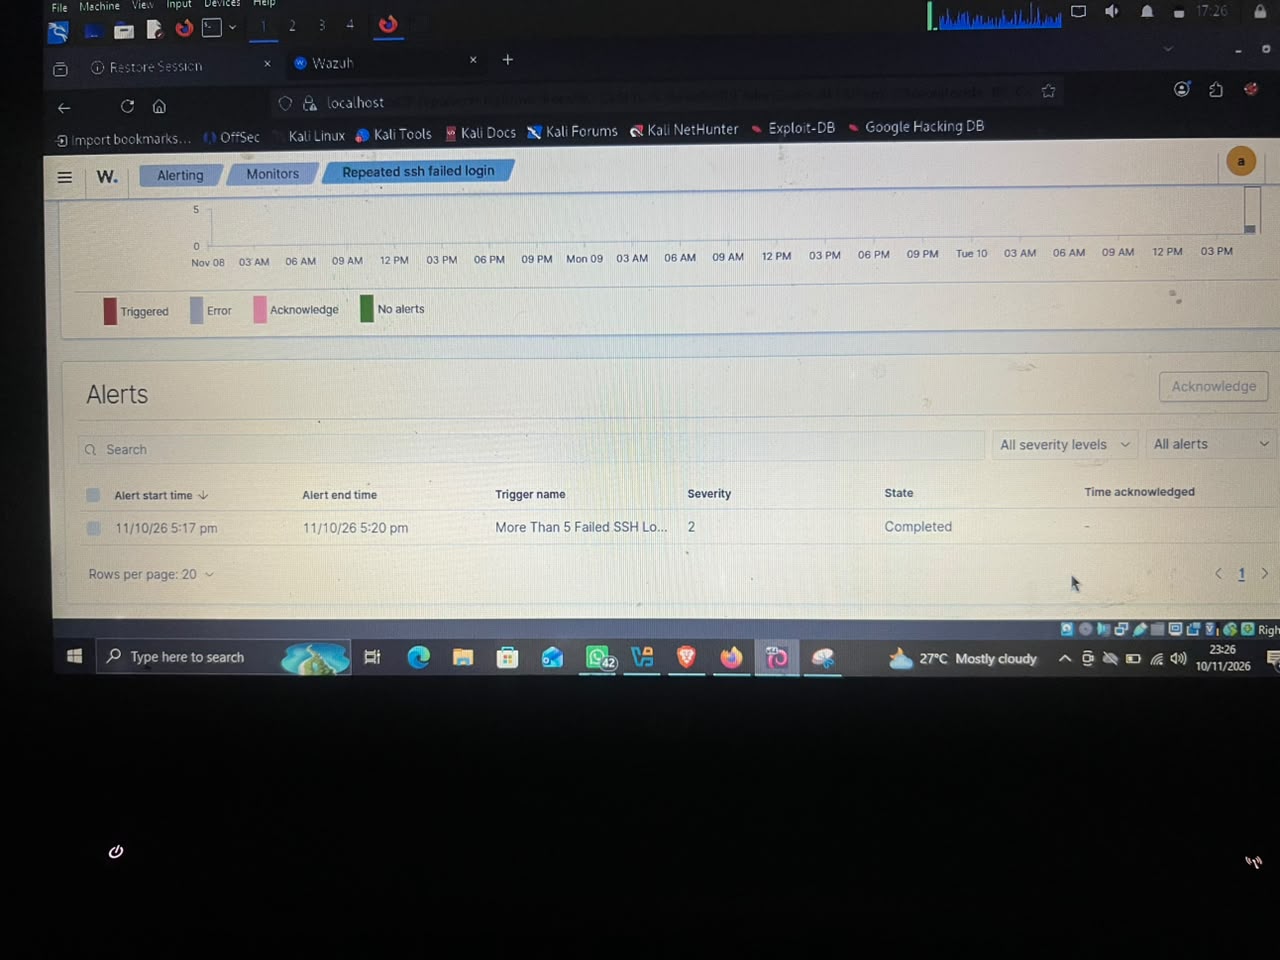 File Machine View Input Devices Help
1 2 3 4 17:26
Restore Session × Wazuh × +
localhost
Import bookmarks... OffSec Kali Linux Kali Tools Kali Docs Kali Forums Kali NetHunter Exploit-DB Google Hacking DB
W. Alerting Monitors Repeated ssh failed login a
5
0
Nov 08 03 AM 06 AM 09 AM 12 PM 03 PM 06 PM 09 PM Mon 09 03 AM 06 AM 09 AM 12 PM 03 PM 06 PM 09 PM Tue 10 03 AM 06 AM 09 AM 12 PM 03 PM
Triggered Error Acknowledge No alerts
Alerts Acknowledge
Search All severity levels All alerts
Alert start time ↓ Alert end time Trigger name Severity State Time acknowledged
11/10/26 5:17 pm 11/10/26 5:20 pm More Than 5 Failed SSH Lo... 2 Completed -
Rows per page: 20 < 1 >
Righ
Type here to search 42 27°C Mostly cloudy 23:26
10/11/2026